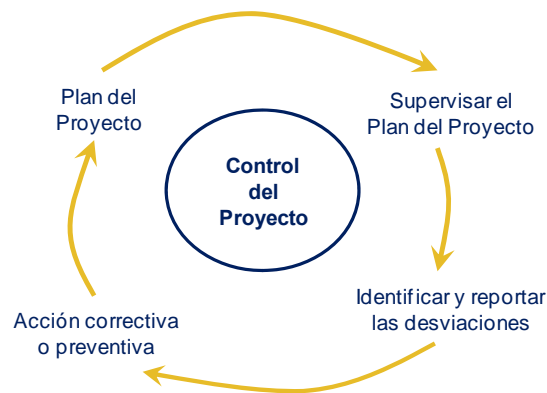 Plan del
Proyecto
Supervisar el
Plan del Proyecto
Control
del
Proyecto
Identificar y reportar
las desviaciones
Acción correctiva
o preventiva